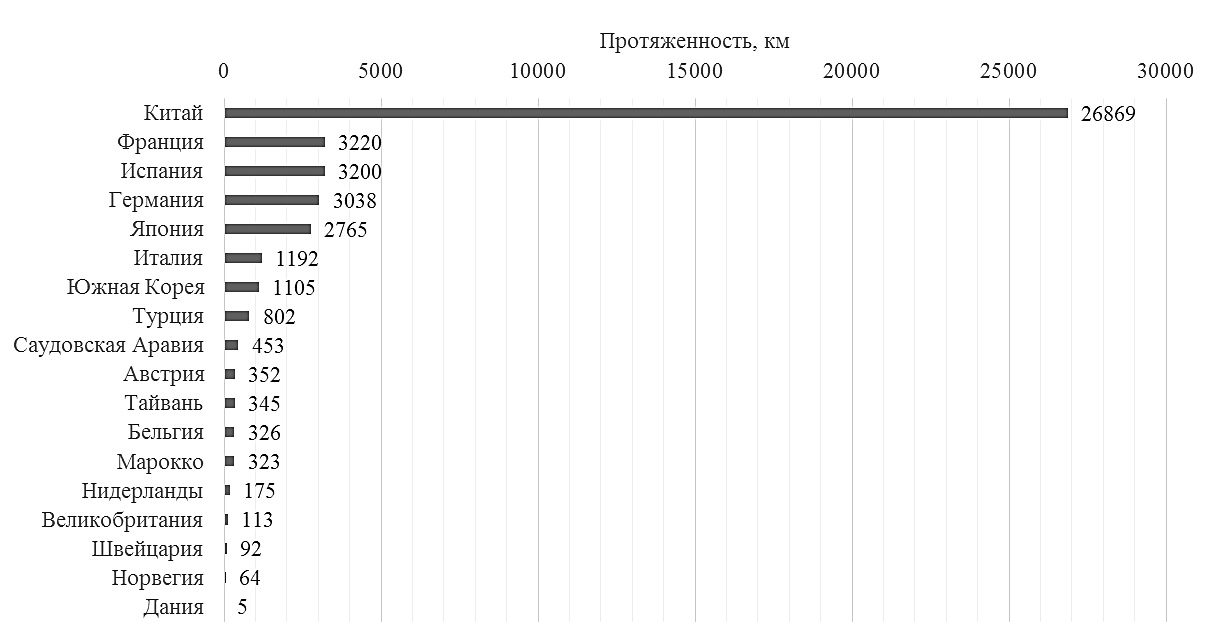 Протяженность, км
0 5000 10000 15000 20000 25000 30000
Китай 26869
Франция 3220
Испания 3200
Германия 3038
Япония 2765
Италия 1192
Южная Корея 1105
Турция 802
Саудовская Аравия 453
Австрия 352
Тайвань 345
Бельгия 326
Марокко 323
Нидерланды 175
Великобритания 113
Швейцария 92
Норвегия 64
Дания 5